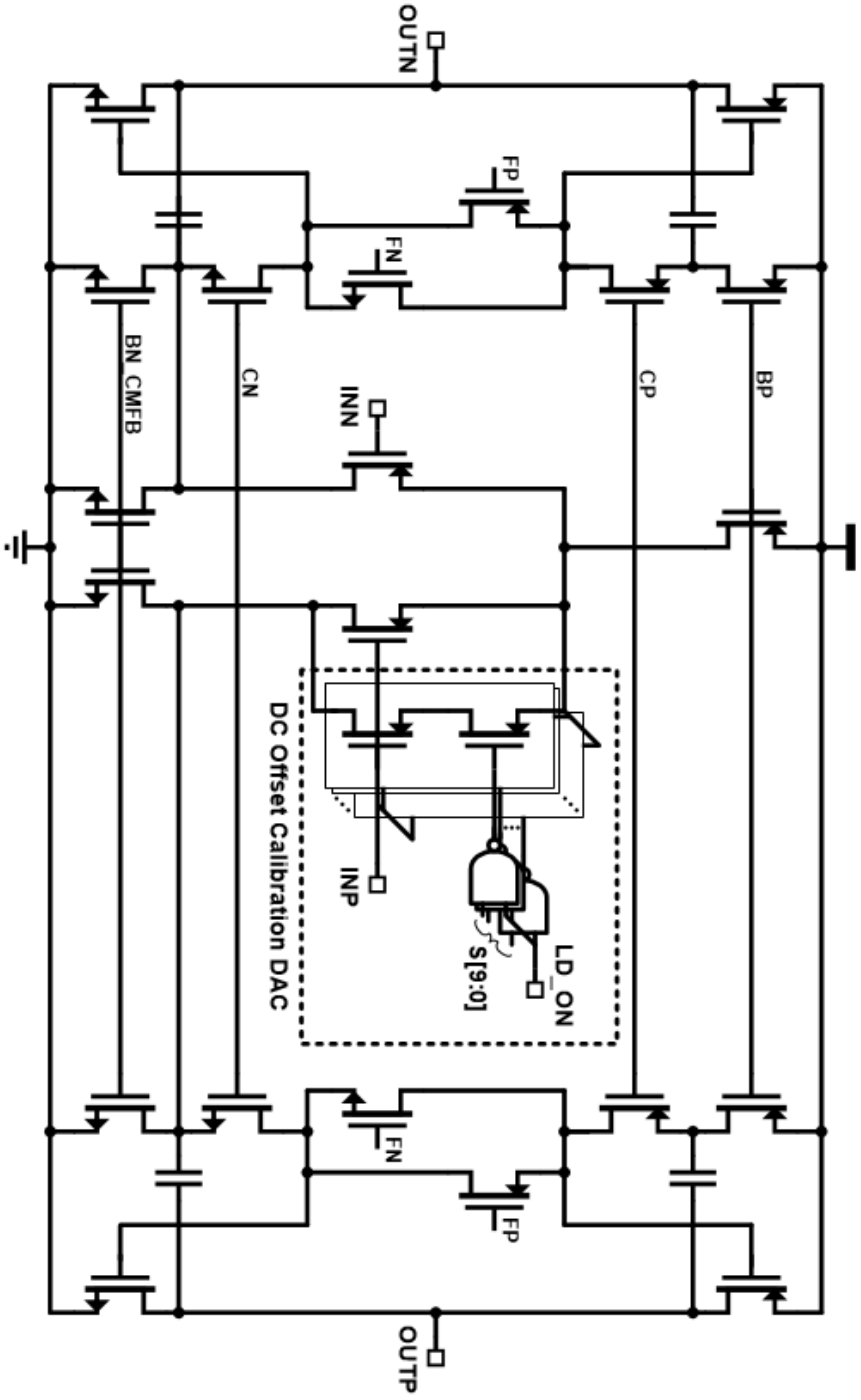 BP
CP
LD_ON
FP
FP
S[9:0]
OUTN
OUTP
FN
FN
INN
INP
DC Offset Calibration DAC
CN
BN_CMFB